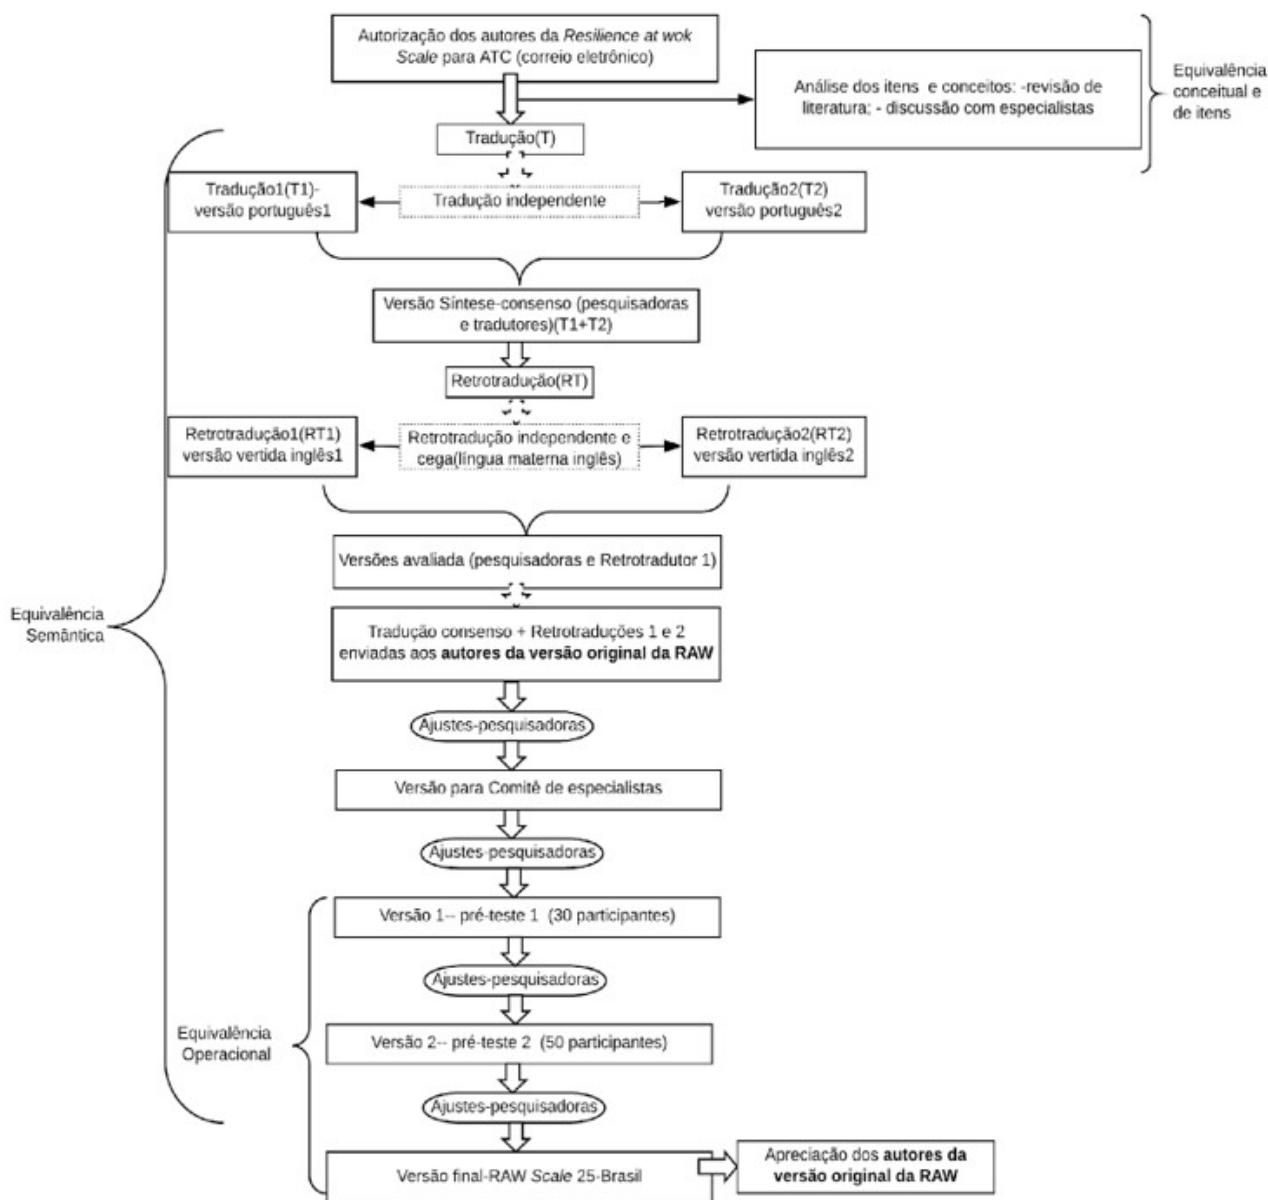 Autorização dos autores da Resilience at wok
Scale para ATC (correio eletrônico)
Análise dos itens e conceitos: -revisão de
literatura; - discussão com especialistas
Equivalência
conceitual e
de itens
Tradução(T)
Tradução1(T1)-
versão português1
Tradução independente
Tradução2(T2)
versão português2
Versão Síntese-consenso (pesquisadoras
e tradutores)(T1+T2)
Retrotradução(RT)
Retrotradução1(RT1)
versão vertida inglês1
Retrotradução independente e
cega(língua materna inglês)
Retrotradução2(RT2)
versão vertida inglês2
Versões avaliada (pesquisadoras e Retrotradutor 1)
Equivalência
Semântica
Tradução consenso + Retrotraduções 1 e 2
enviadas aos autores da versão original da RAW
Ajustes-pesquisadoras
Versão para Comitê de especialistas
Ajustes-pesquisadoras
Versão 1-- pré-teste 1 (30 participantes)
Ajustes-pesquisadoras
Equivalência
Operacional
Versão 2-- pré-teste 2 (50 participantes)
Ajustes-pesquisadoras
Versão final-RAW Scale 25-Brasil
Apreciação dos autores da
versão original da RAW